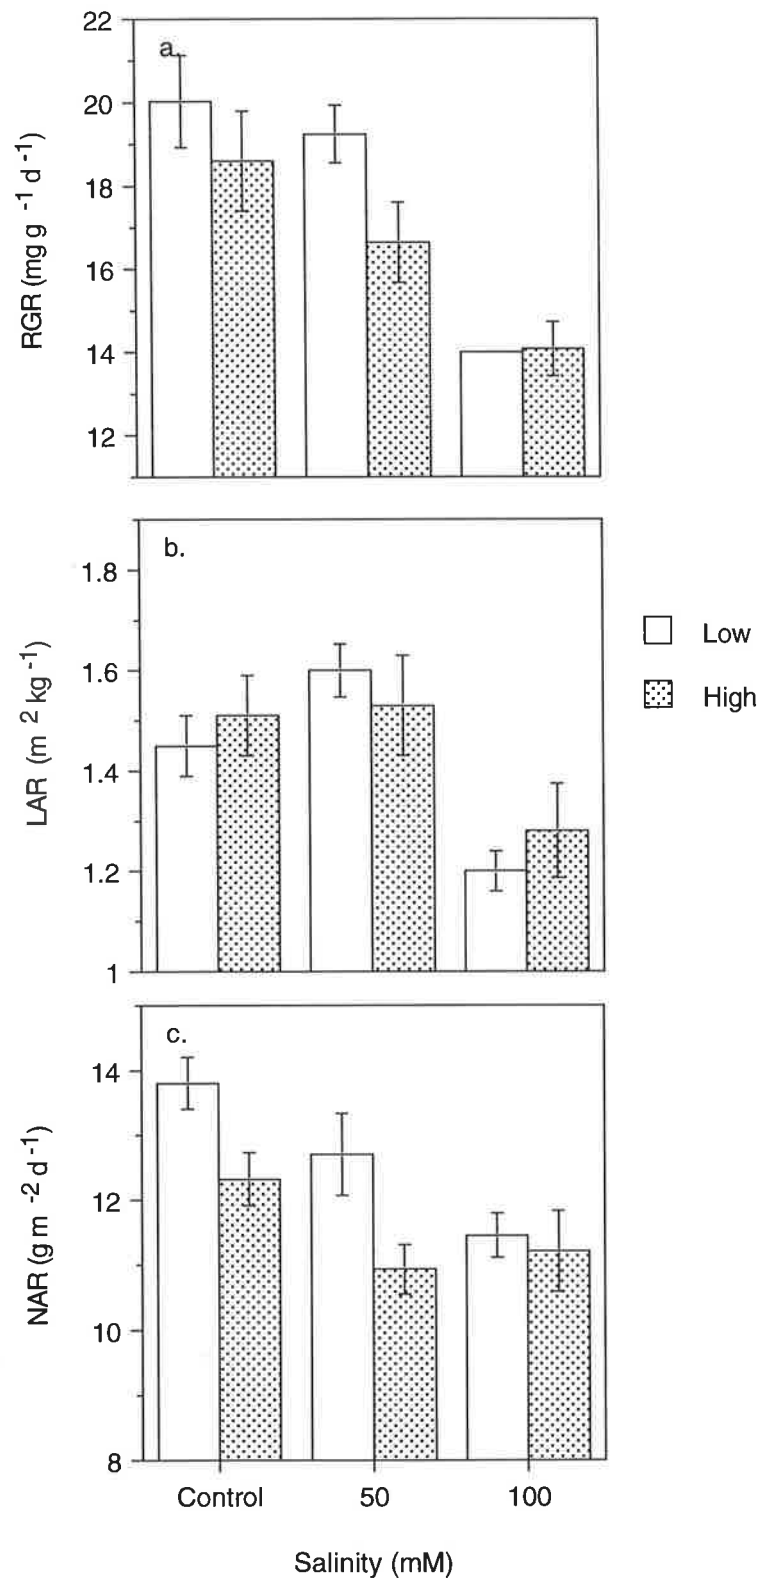 22
a.
20
18
16
14
12
RGR (mg g -1 d -1)
b.
1.8
1.6
1.4
1.2
1
LAR (m 2 kg -1)
Low
High
c.
14
12
10
8
NAR (g m -2 d -1)
Control 50 100
Salinity (mM)